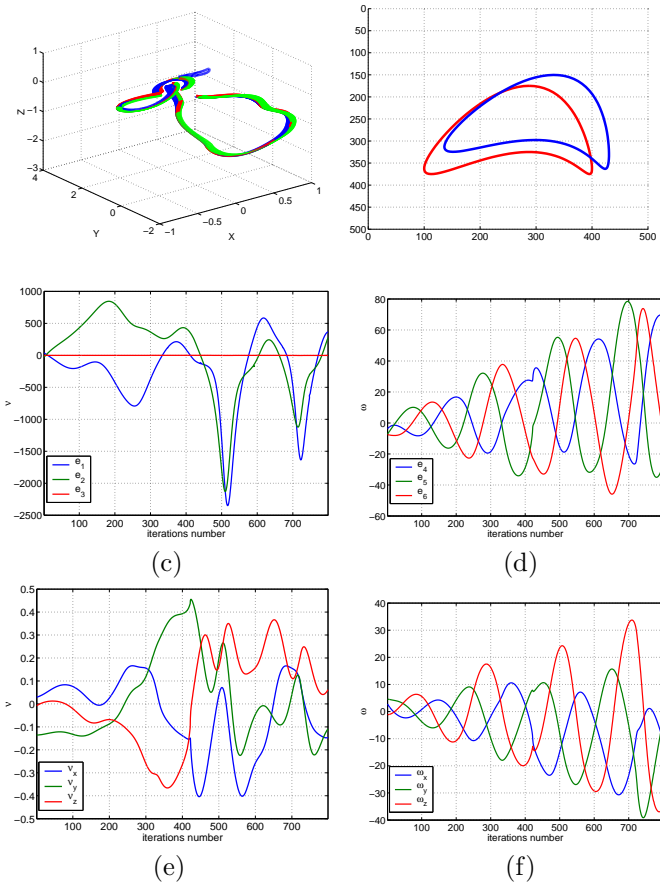 1
0
−1
−2
−3
Z
4
2
0
−2
Y
−1
−0.5
0
0.5
1
X
0
50
100
150
200
250
300
350
400
450
500
0 100 200 300 400 500
1000
500
0
−500
−1000
−1500
−2000
−2500
ν
e1
e2
e3
100 200 300 400 500 600 700
iterations number
(c)
80
60
40
20
0
−20
−40
−60
ω
e4
e5
e6
100 200 300 400 500 600 700
iterations number
(d)
0.5
0.4
0.3
0.2
0.1
0
−0.1
−0.2
−0.3
−0.4
−0.5
ν
νx
νy
νz
0 100 200 300 400 500 600 700
iterations number
(e)
40
30
20
10
0
−10
−20
−30
−40
ω
ωx
ωy
ωz
100 200 300 400 500 600 700
iterations number
(f)